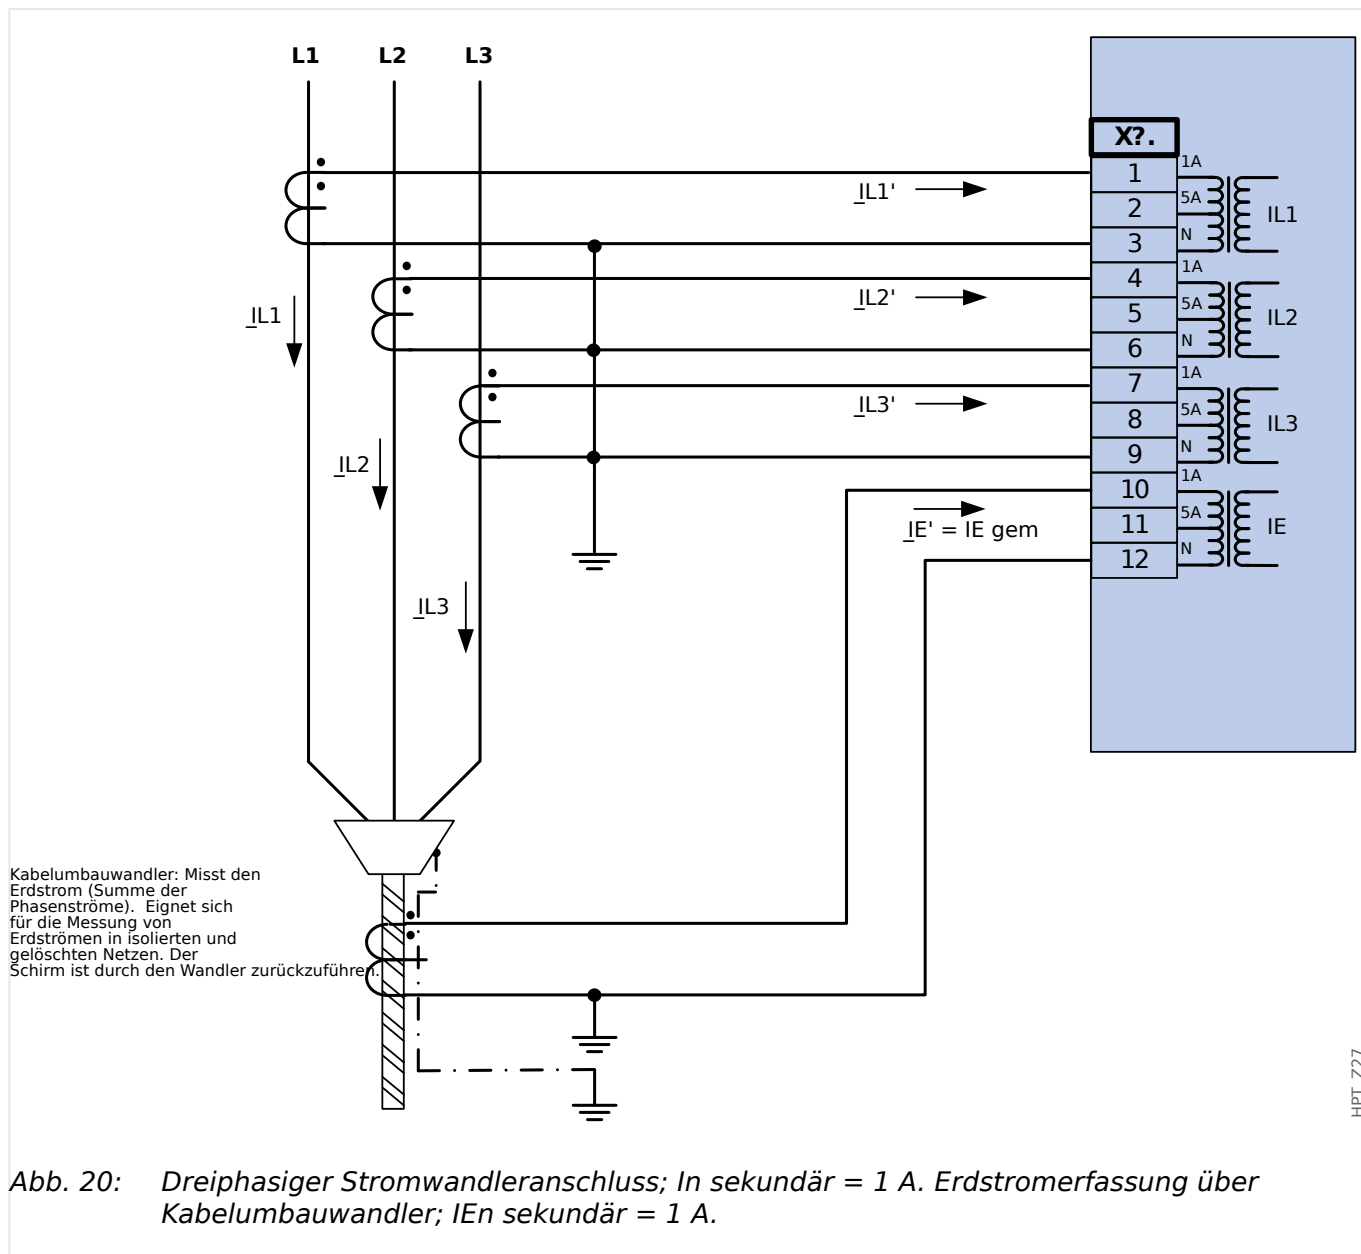 L1 L2 L3
X?.
1A
1
_IL1'
5A
2
IL1
N
3
1A
4
_IL2'
5A
5
IL2
_IL1
N
6
1A
7
_IL3'
5A
8
IL3
N
9
_IL2
1A
10
5A
11
IE
_IE' = IE gem
N
12
_IL3
Kabelumbauwandler: Misst den
Erdstrom (Summe der
Phasenströme).  Eignet sich
für die Messung von
Erdströmen in isolierten und
gelöschten Netzen. Der
Schirm ist durch den Wandler zurückzuführen.
HPT_Z27
Abb. 20: Dreiphasiger Stromwandleranschluss; In sekundär = 1 A. Erdstromerfassung über
Kabelumbauwandler; IEn sekundär = 1 A.